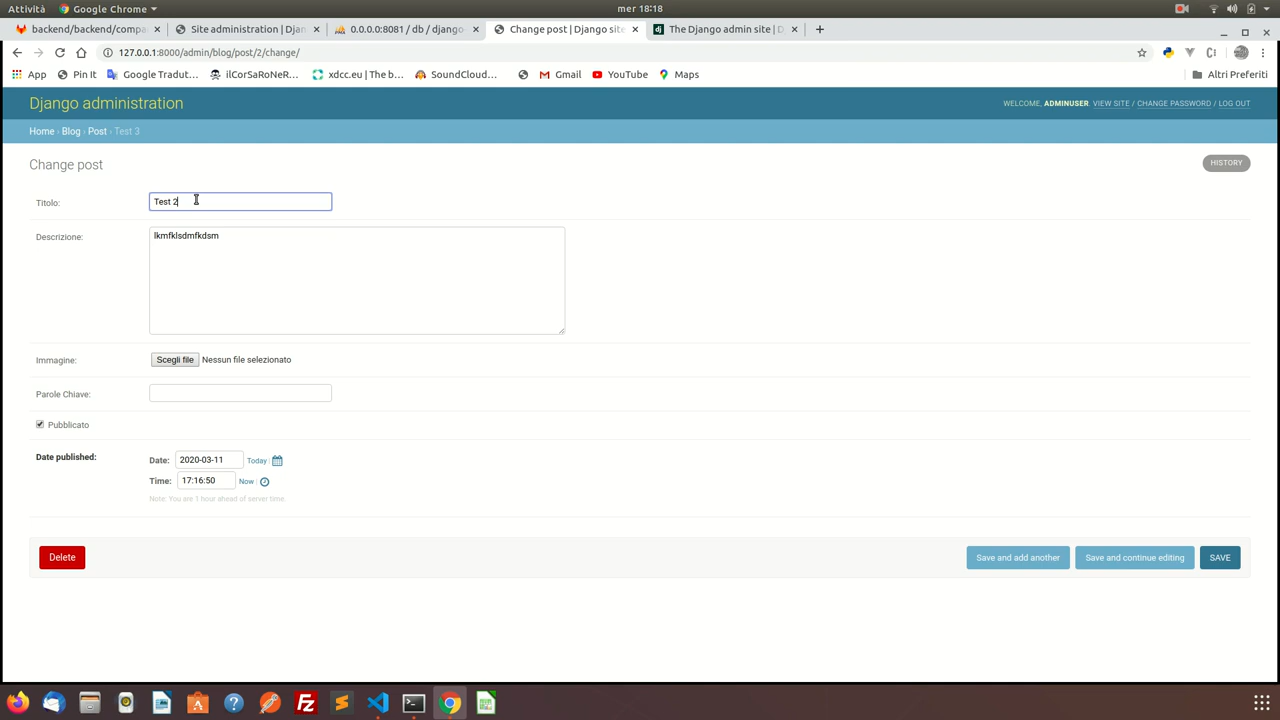 Attività Google Chrome mer 18:18
backend/backend/compa Site administration | Djan 0.0.0.0:8081 / db / django Change post | Django site The Django admin site | D
127.0.0.1:8000/admin/blog/post/2/change/
App Pin It Google Tradut... ilCorSaRoNeR... xdcc.eu | The b... SoundCloud... Gmail YouTube Maps Altri Preferiti
Django administration WELCOME, ADMINUSER. VIEW SITE / CHANGE PASSWORD / LOG OUT
Home › Blog › Post › Test 3
Change post HISTORY
Titolo: Test 2
Descrizione: lkmfklsdmfkdsm
Immagine: Scegli file Nessun file selezionato
Parole Chiave:
Pubblicato
Date published: Date: 2020-03-11 Today |
Time: 17:16:50 Now |
Note: You are 1 hour ahead of server time.
Delete Save and add another Save and continue editing SAVE